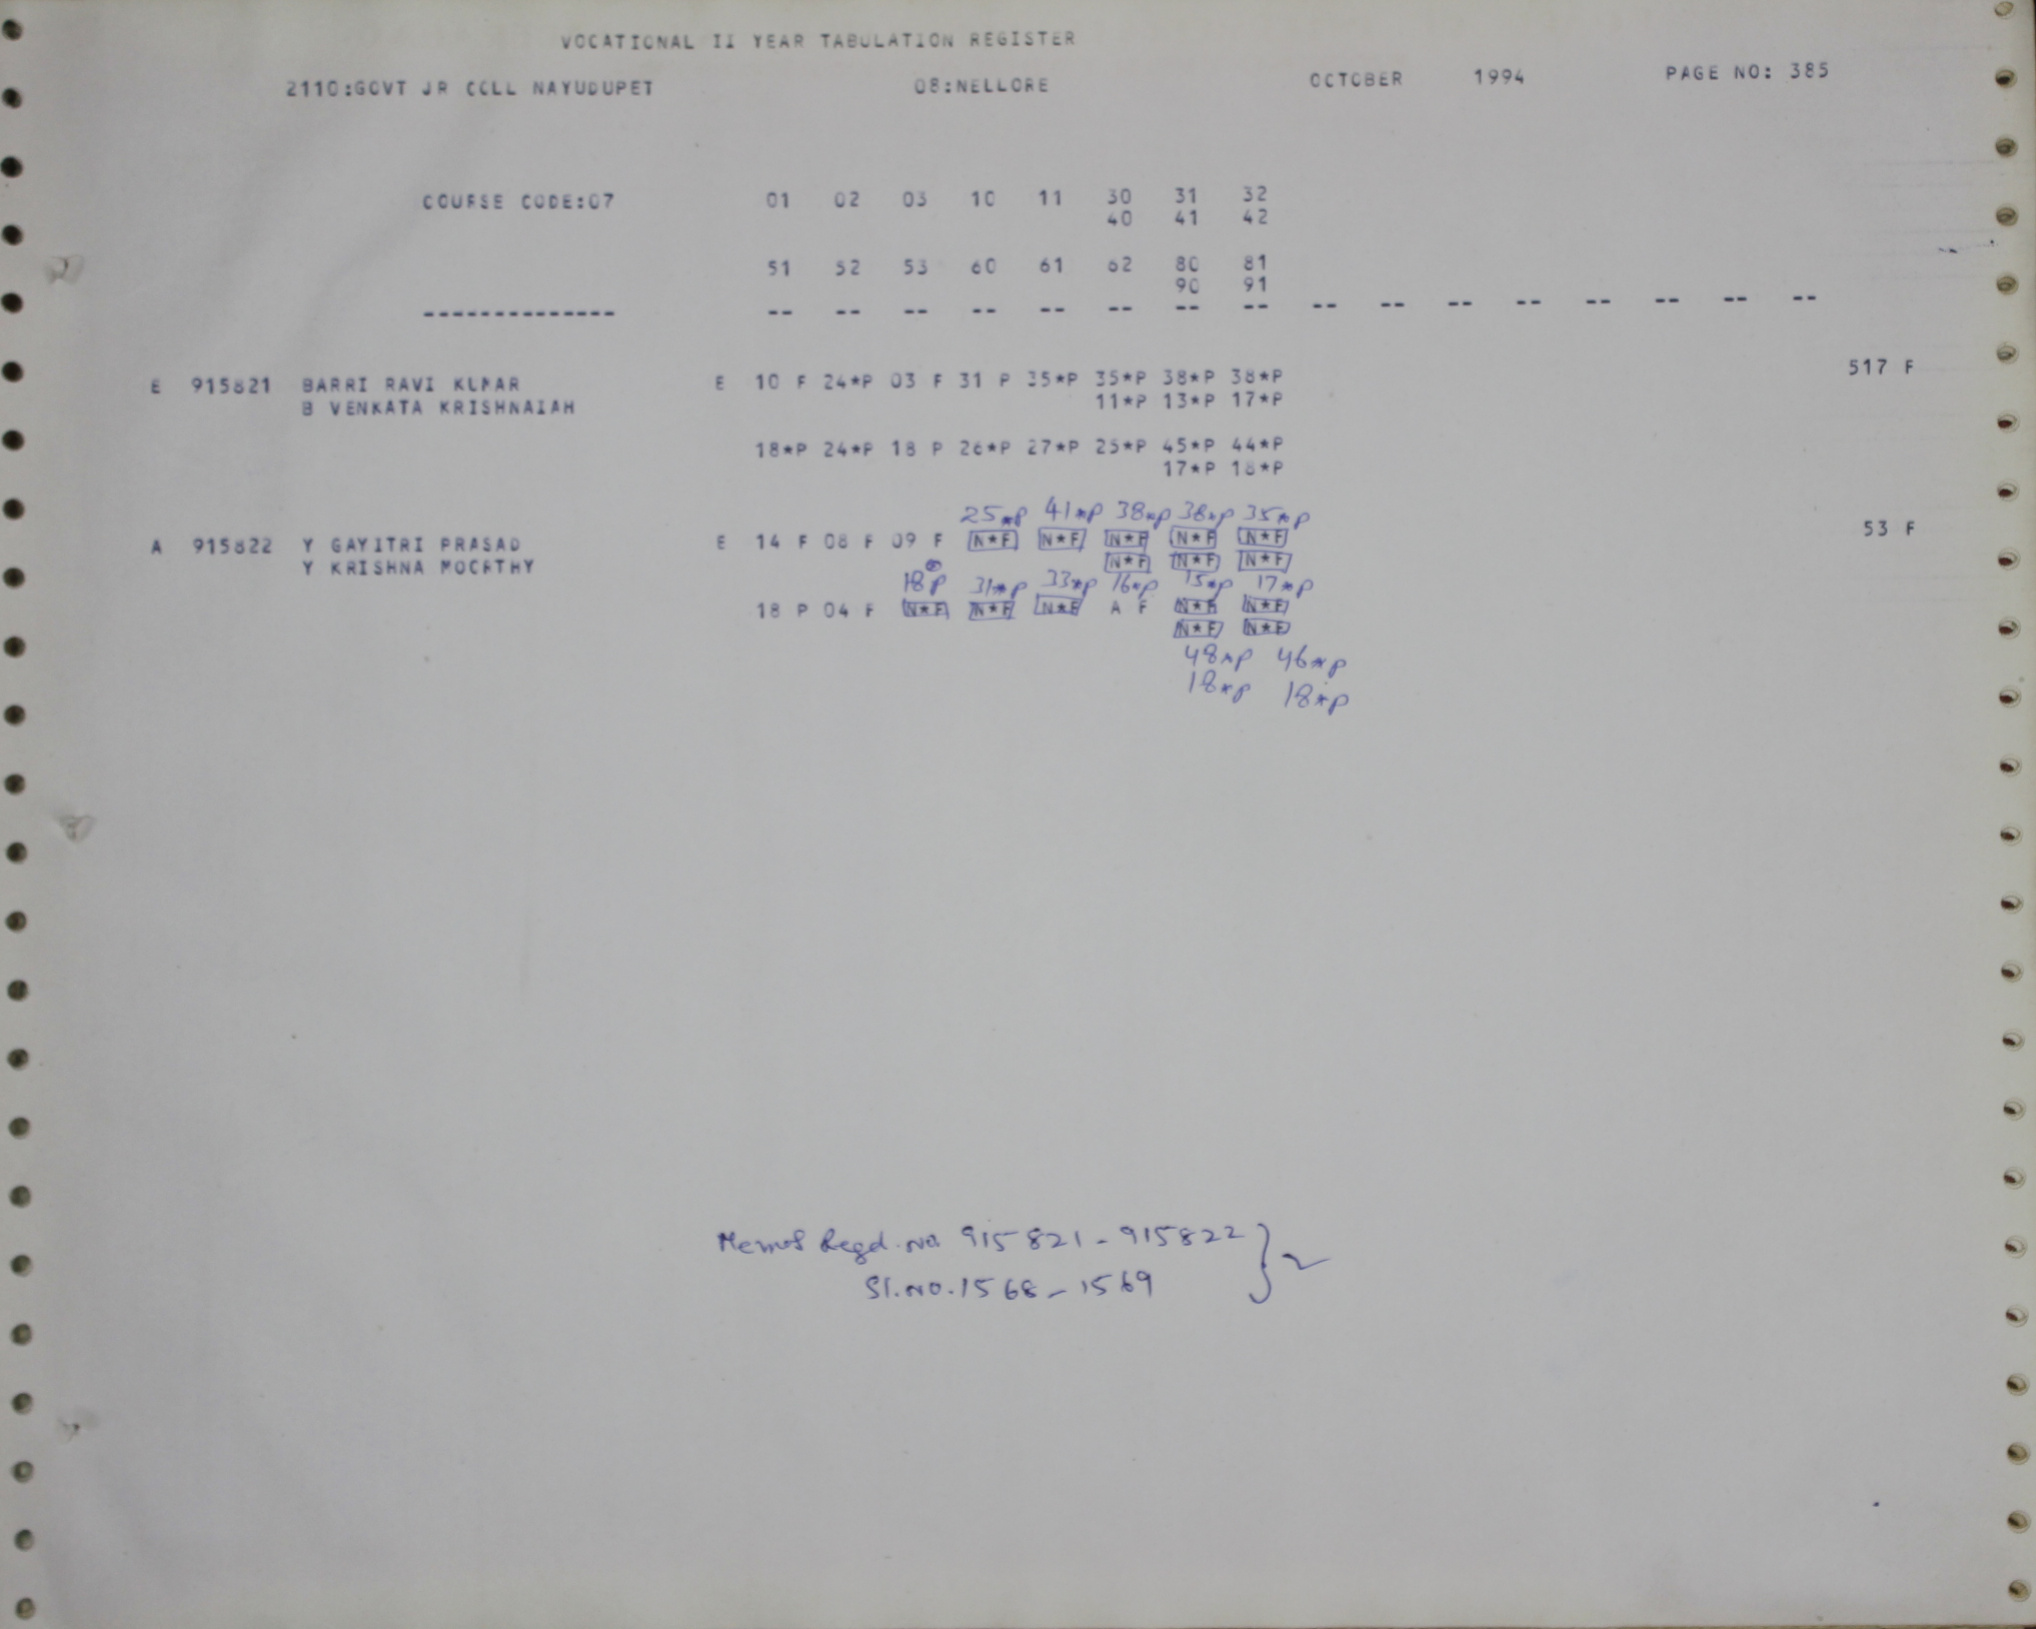 VOCATIONAL II YEAR TABULATION REGISTER
2110:GOVT JR COLL NAYUDUPET 08:NELLORE OCTOBER 1994 PAGE NO: 385
COURSE CODE:07 01 02 03 10 11 30 31 32
40 41 42
51 52 53 60 61 62 80 81
90 91
-------------- -- -- -- -- -- -- -- -- -- -- -- -- -- -- -- --
E 915821 BARRI RAVI KUMAR E 10 F 24*P 03 F 31 P 35*P 35*P 38*P 38*P 517 F
B VENKATA KRISHNAIAH 11*P 13*P 17*P
18*P 24*P 18 P 26*P 27*P 25*P 45*P 44*P
17*P 18*P
25*P 41*P 38*P 38*P 35*P
A 915822 Y GAYITRI PRASAD E 14 F 08 F 09 F N*F N*F N*F N*F N*F 53 F
Y KRISHNA MOORTHY N*F N*F N*F
18 P 31*P 33*P 16*P 15*P 17*P
18 P 04 F N*F N*F N*F A F N*F N*F
N*F N*F
48*P 46*P
18*P 18*P
Memos Regd. No. 915821 - 915822 } 2
Sl.No. 1568 - 1569